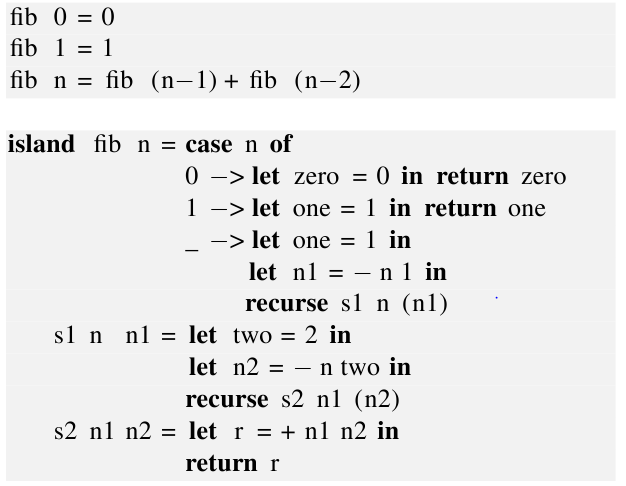 fib 0 = 0
fib 1 = 1
fib n = fib (n−1) + fib (n−2)
island fib n = case n of
0 −> let zero = 0 in return zero
1 −> let one = 1 in return one
_ −> let one = 1 in
let n1 = − n 1 in
recurse s1 n (n1)
s1 n n1 = let two = 2 in
let n2 = − n two in
recurse s2 n1 (n2)
s2 n1 n2 = let r = + n1 n2 in
return r